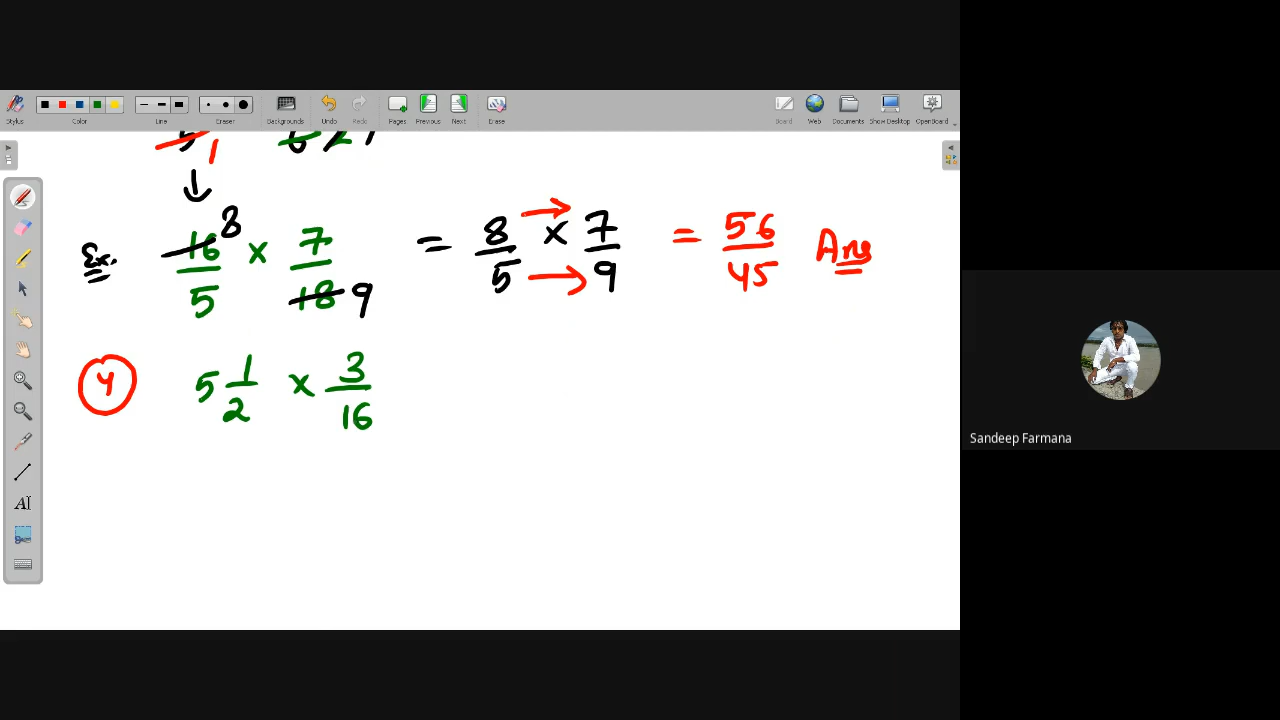 Stylus Color Line Eraser Backgrounds Undo Redo Pages Previous Next Erase Board Web Documents Show Desktop OpenBoard
1
Ex. 16/5 8 × 7/18 9 = 8/5 × 7/9 = 56/45 Ans
4 5 1/2 × 3/16
Sandeep Farmana
AI